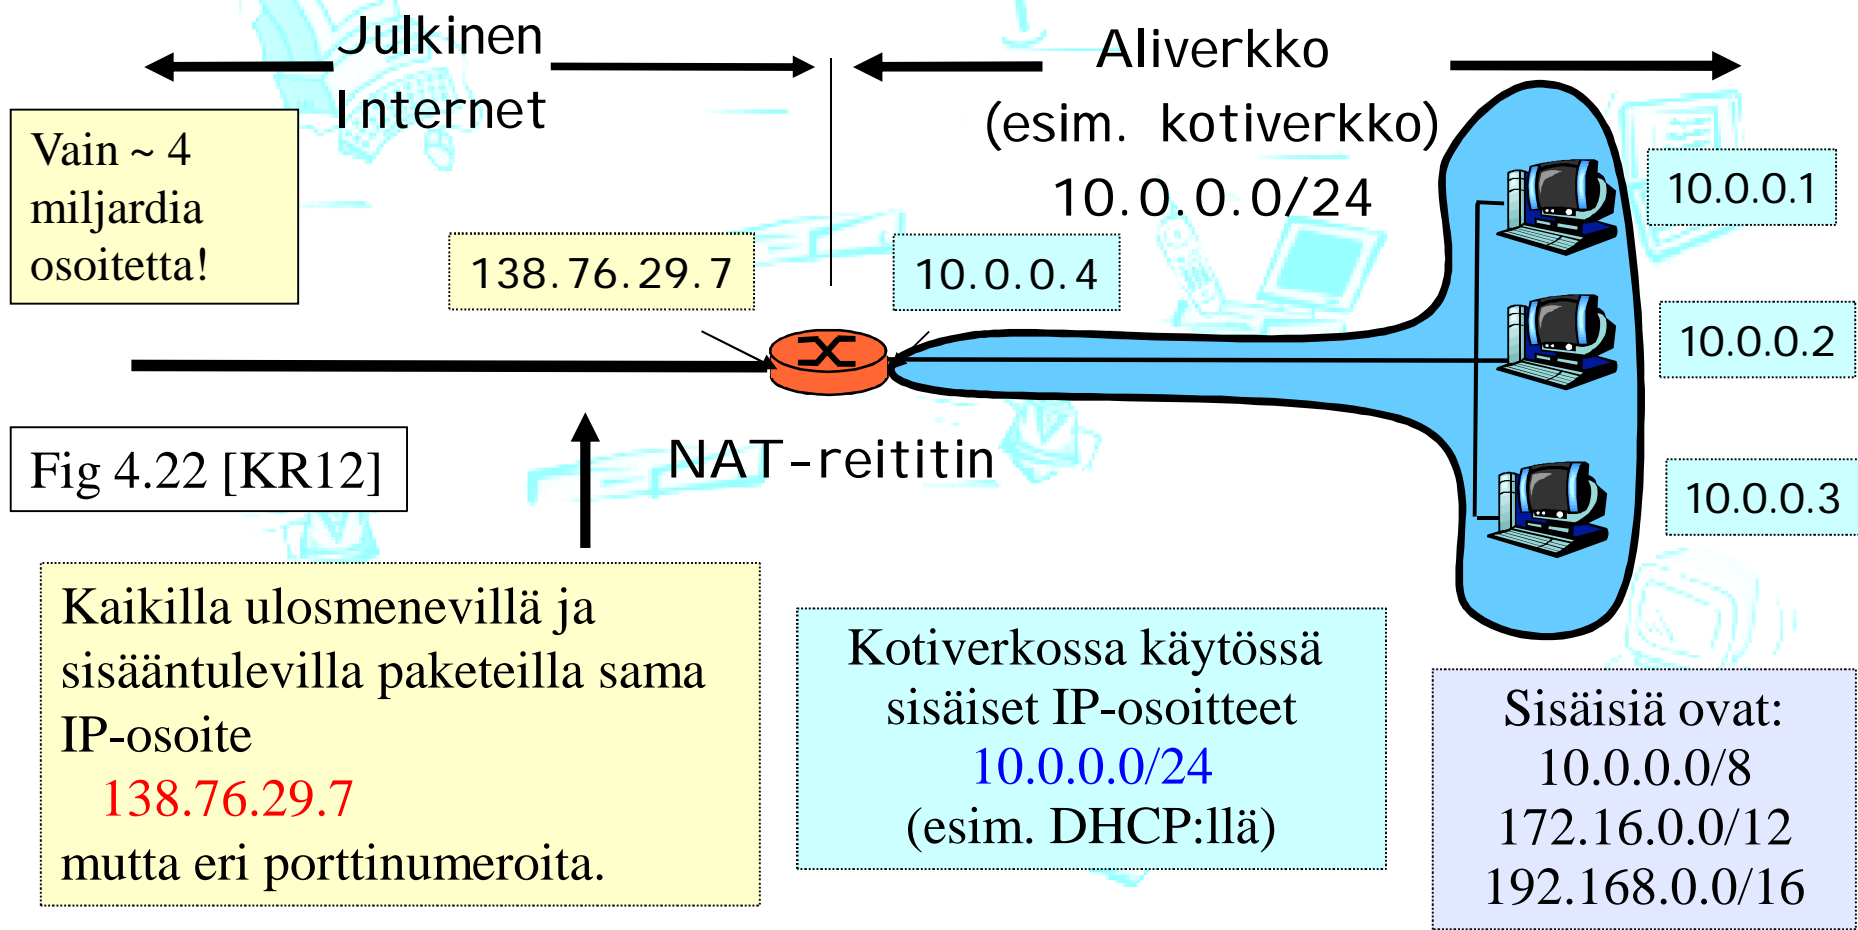 Julkinen
Internet
Aliverkko
(esim. kotiverkko)
10.0.0.0/24
Vain ~ 4
miljardia
osoitetta!
138.76.29.7
10.0.0.4
10.0.0.1
10.0.0.2
10.0.0.3
NAT-reititin
Fig 4.22 [KR12]
Kaikilla ulosmenevillä ja
sisääntulevilla paketeilla sama
IP-osoite
138.76.29.7
mutta eri porttinumeroita.
Kotiverkossa käytössä
sisäiset IP-osoitteet
10.0.0.0/24
(esim. DHCP:llä)
Sisäisiä ovat:
10.0.0.0/8
172.16.0.0/12
192.168.0.0/16